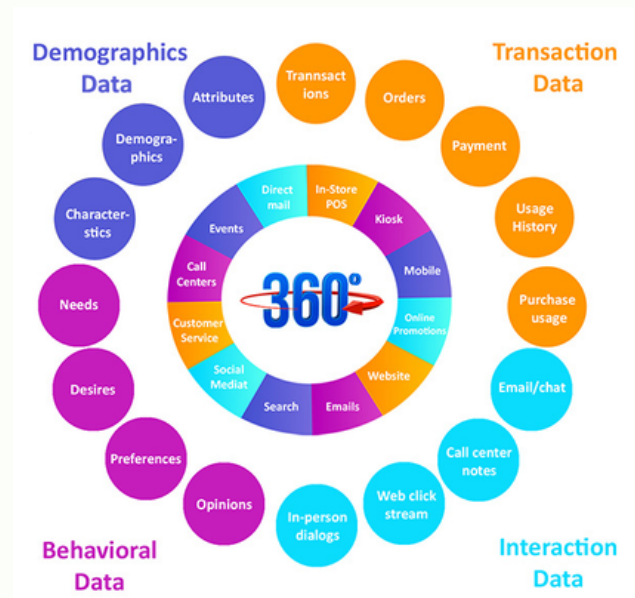 Demographics
Data
Transaction
Data
Trannsact
ions
Orders
Payment
Usage
History
Purchase
usage
Email/chat
Call center
notes
Web click
stream
In-person
dialogs
Opinions
Preferences
Desires
Needs
Character-
stics
Demogra-
phics
Attributes
Direct
mail
In-Store
POS
Kiosk
Mobile
Online
Promotions
Website
Emails
Search
Social
Mediat
Customer
Service
Call
Centers
Events
360°
Behavioral
Data
Interaction
Data